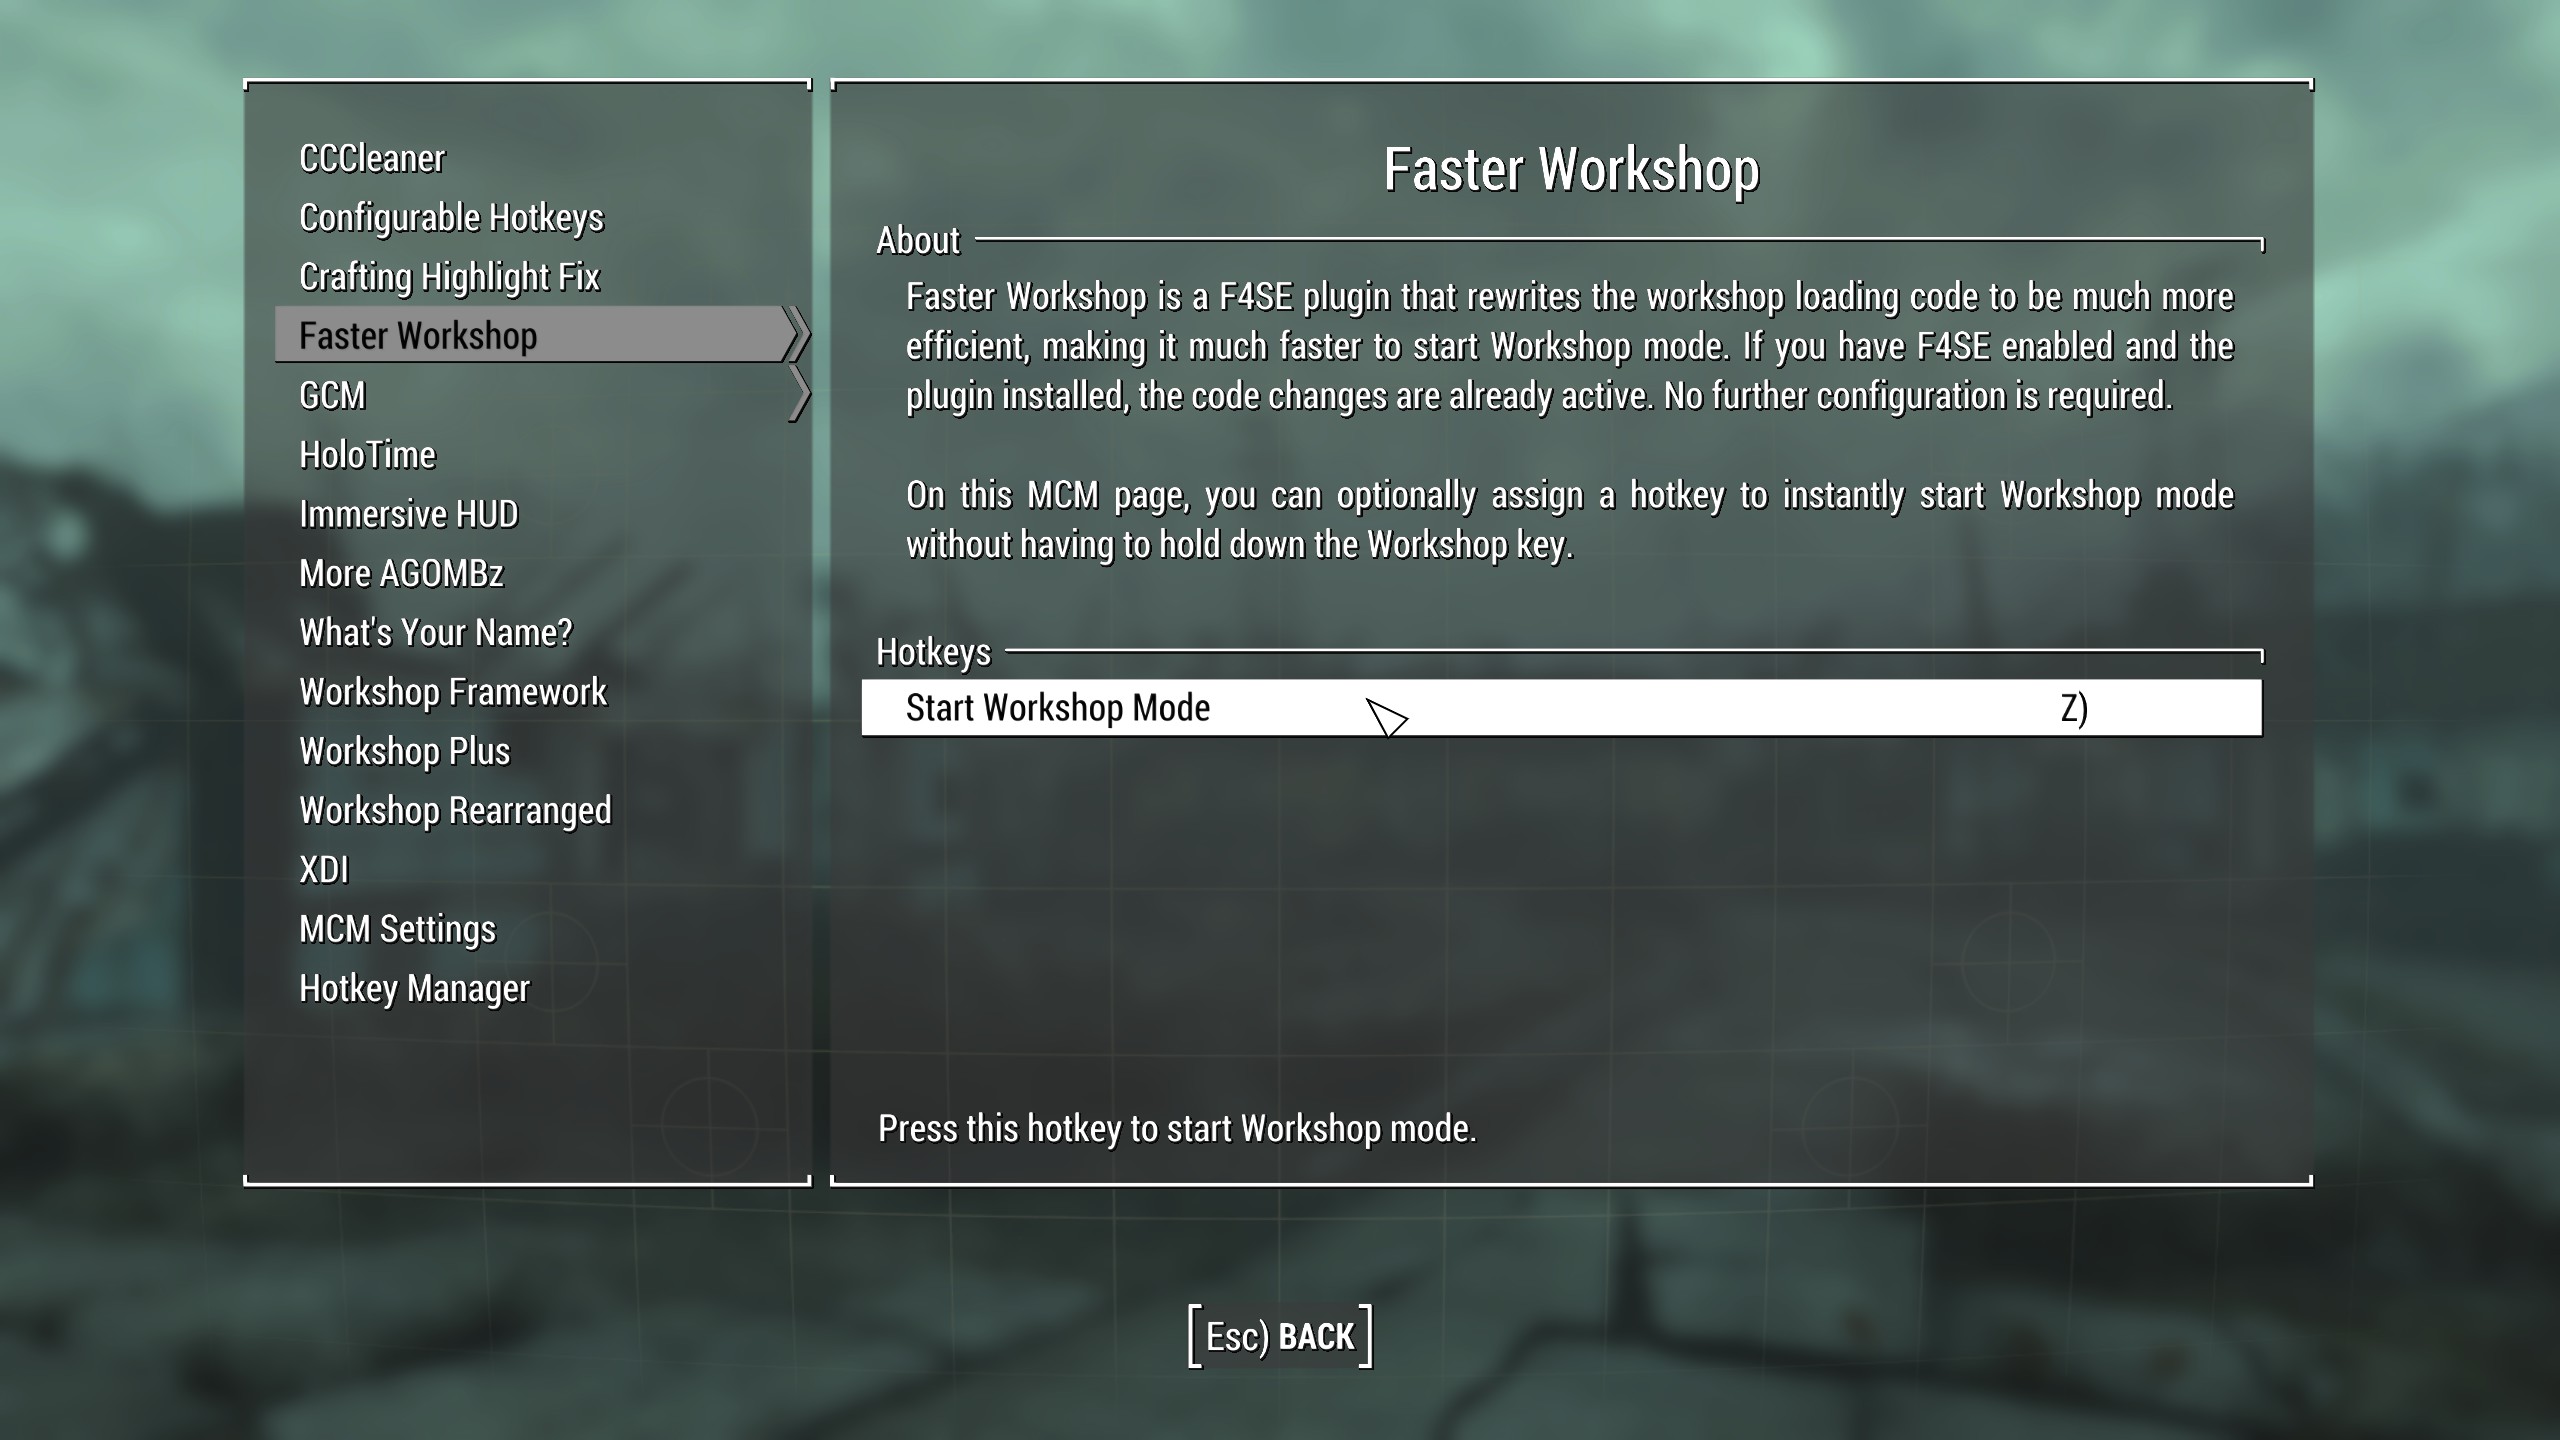 CCCleaner
Configurable Hotkeys
Crafting Highlight Fix
Faster Workshop
GCM
HoloTime
Immersive HUD
More AGOMBz
What's Your Name?
Workshop Framework
Workshop Plus
Workshop Rearranged
XDI
MCM Settings
Hotkey Manager
Faster Workshop
About
Faster Workshop is a F4SE plugin that rewrites the workshop loading code to be much more
efficient, making it much faster to start Workshop mode. If you have F4SE enabled and the
plugin installed, the code changes are already active. No further configuration is required.
On this MCM page, you can optionally assign a hotkey to instantly start Workshop mode
without having to hold down the Workshop key.
Hotkeys
Start Workshop Mode Z)
Press this hotkey to start Workshop mode.
[Esc) BACK]